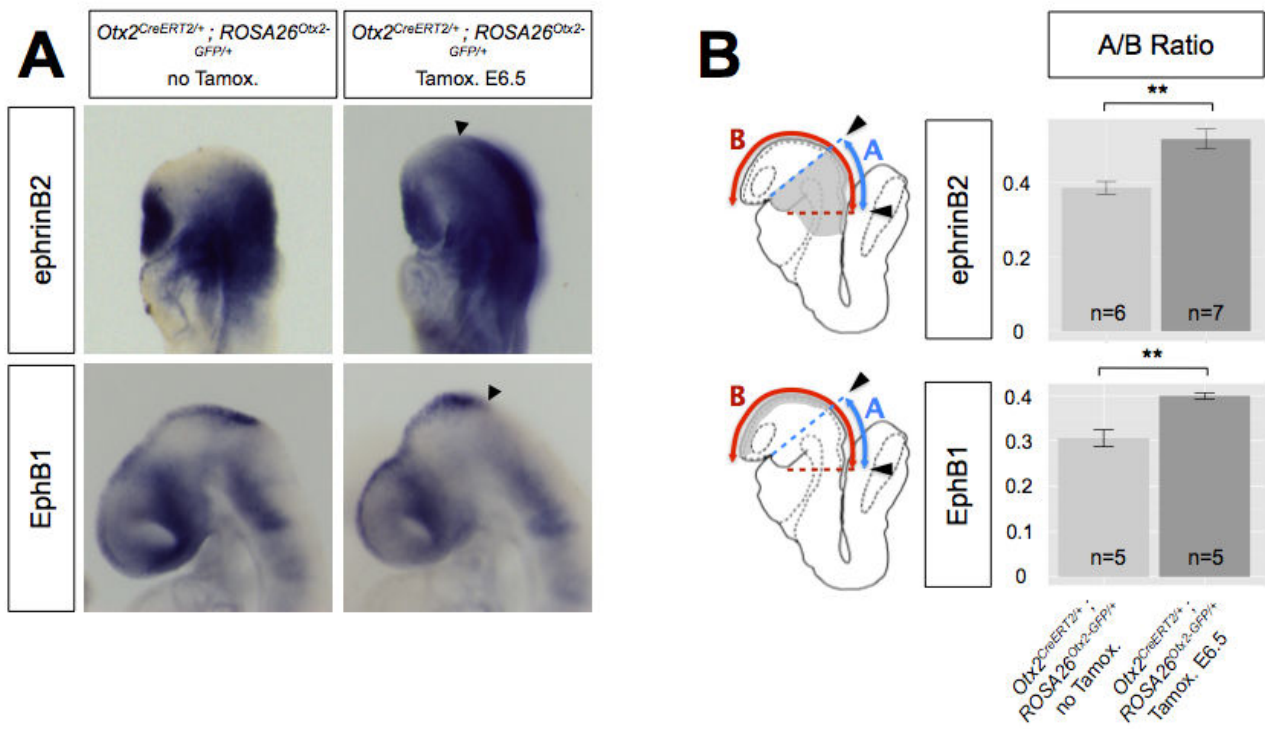 A
Otx2CreERT2/+ ; ROSA26Otx2-
GFP/+
no Tamox.
Otx2CreERT2/+ ; ROSA26Otx2-
GFP/+
Tamox. E6.5
ephrinB2
EphB1
B
A/B Ratio
B
A
ephrinB2
**
0.4
0.2
0
n=6
n=7
B
A
EphB1
**
0.4
0.3
0.2
0.1
0
n=5
n=5
Otx2CreERT2/+ ;
ROSA26Otx2-GFP/+
no Tamox.
Otx2CreERT2/+ ;
ROSA26Otx2-GFP/+
Tamox. E6.5